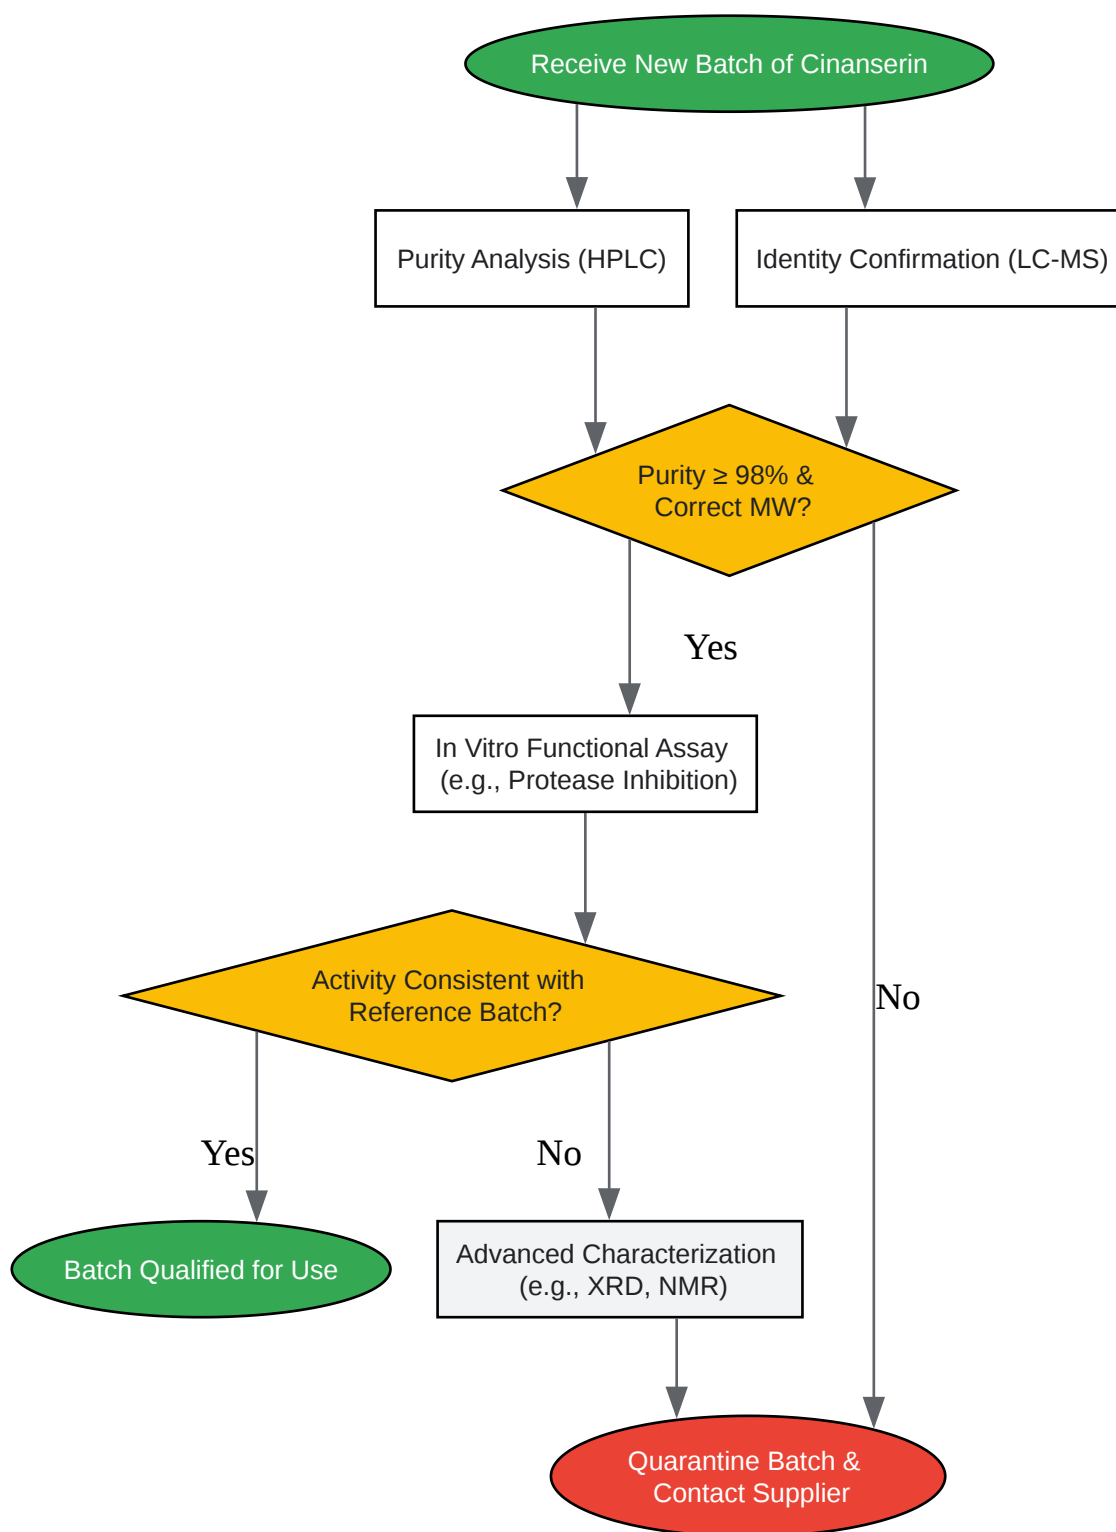 Receive New Batch of Cinanserin
Purity Analysis (HPLC)
Identity Confirmation (LC-MS)
Purity ≥ 98% &
Correct MW?
Yes
In Vitro Functional Assay
(e.g., Protease Inhibition)
Activity Consistent with
Reference Batch?
No
Yes
No
Batch Qualified for Use
Advanced Characterization
(e.g., XRD, NMR)
Quarantine Batch &
Contact Supplier